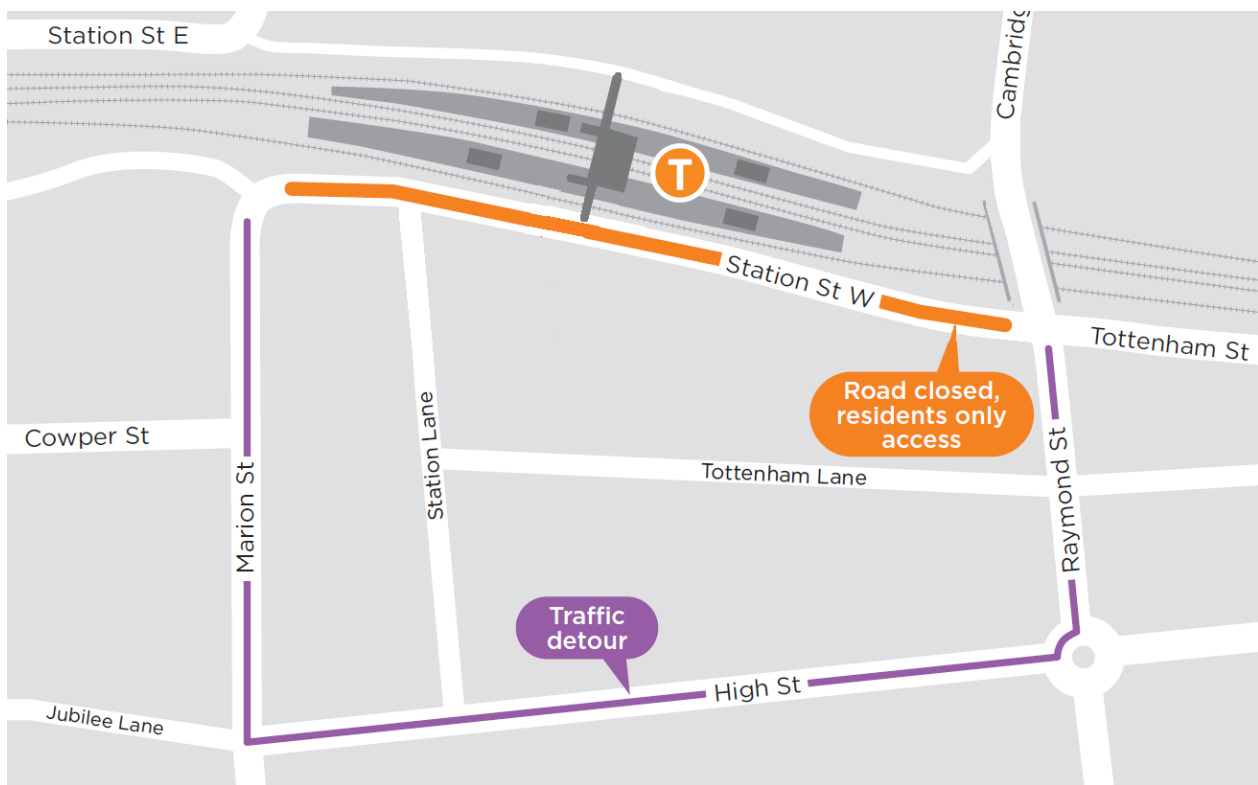 Station St E
Cambridg
T
Station St W
Tottenham St
Road closed,
residents only
access
Cowper St
Marion St
Station Lane
Tottenham Lane
Raymond St
Traffic
detour
High St
Jubilee Lane